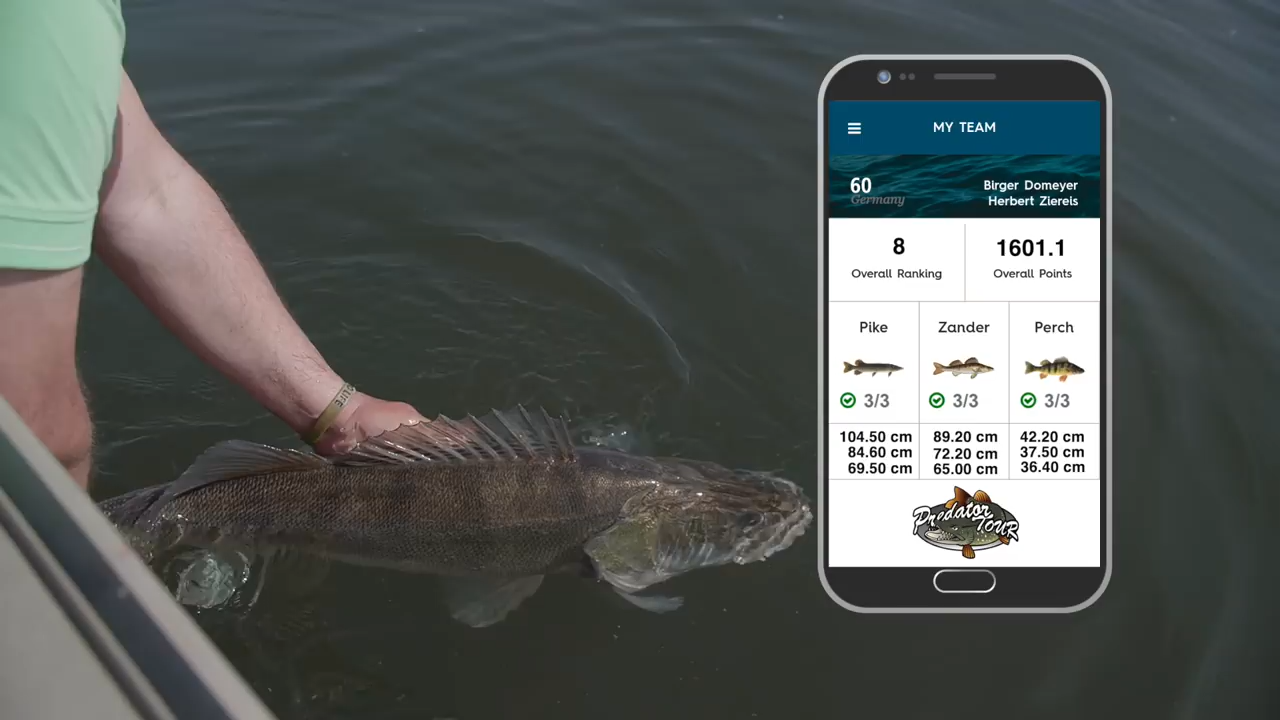 MY TEAM
60
Germany
Birger Domeyer
Herbert Ziereis
8
Overall Ranking
1601.1
Overall Points
Pike
Zander
Perch
3/3
3/3
3/3
104.50 cm
84.60 cm
69.50 cm
89.20 cm
72.20 cm
65.00 cm
42.20 cm
37.50 cm
36.40 cm
Predator
TOUR